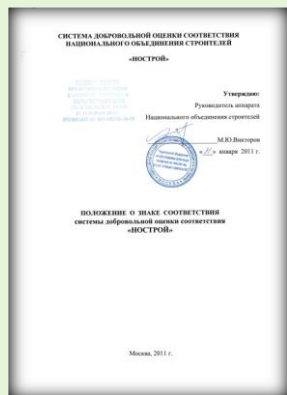 СИСТЕМА ДОБРОВОЛЬНОЙ ОЦЕНКИ СООТВЕТСТВИЯ
НАЦИОНАЛЬНОГО ОБЪЕДИНЕНИЯ СТРОИТЕЛЕЙ
«НОСТРОЙ»
Утверждаю:
Руководитель аппарата
Национального объединения строителей
М.Ю.Викторов
января 2011 г.
ПОЛОЖЕНИЕ О ЗНАКЕ СООТВЕТСТВИЯ
системы добровольной оценки соответствия
«НОСТРОЙ»
Москва, 2011 г.